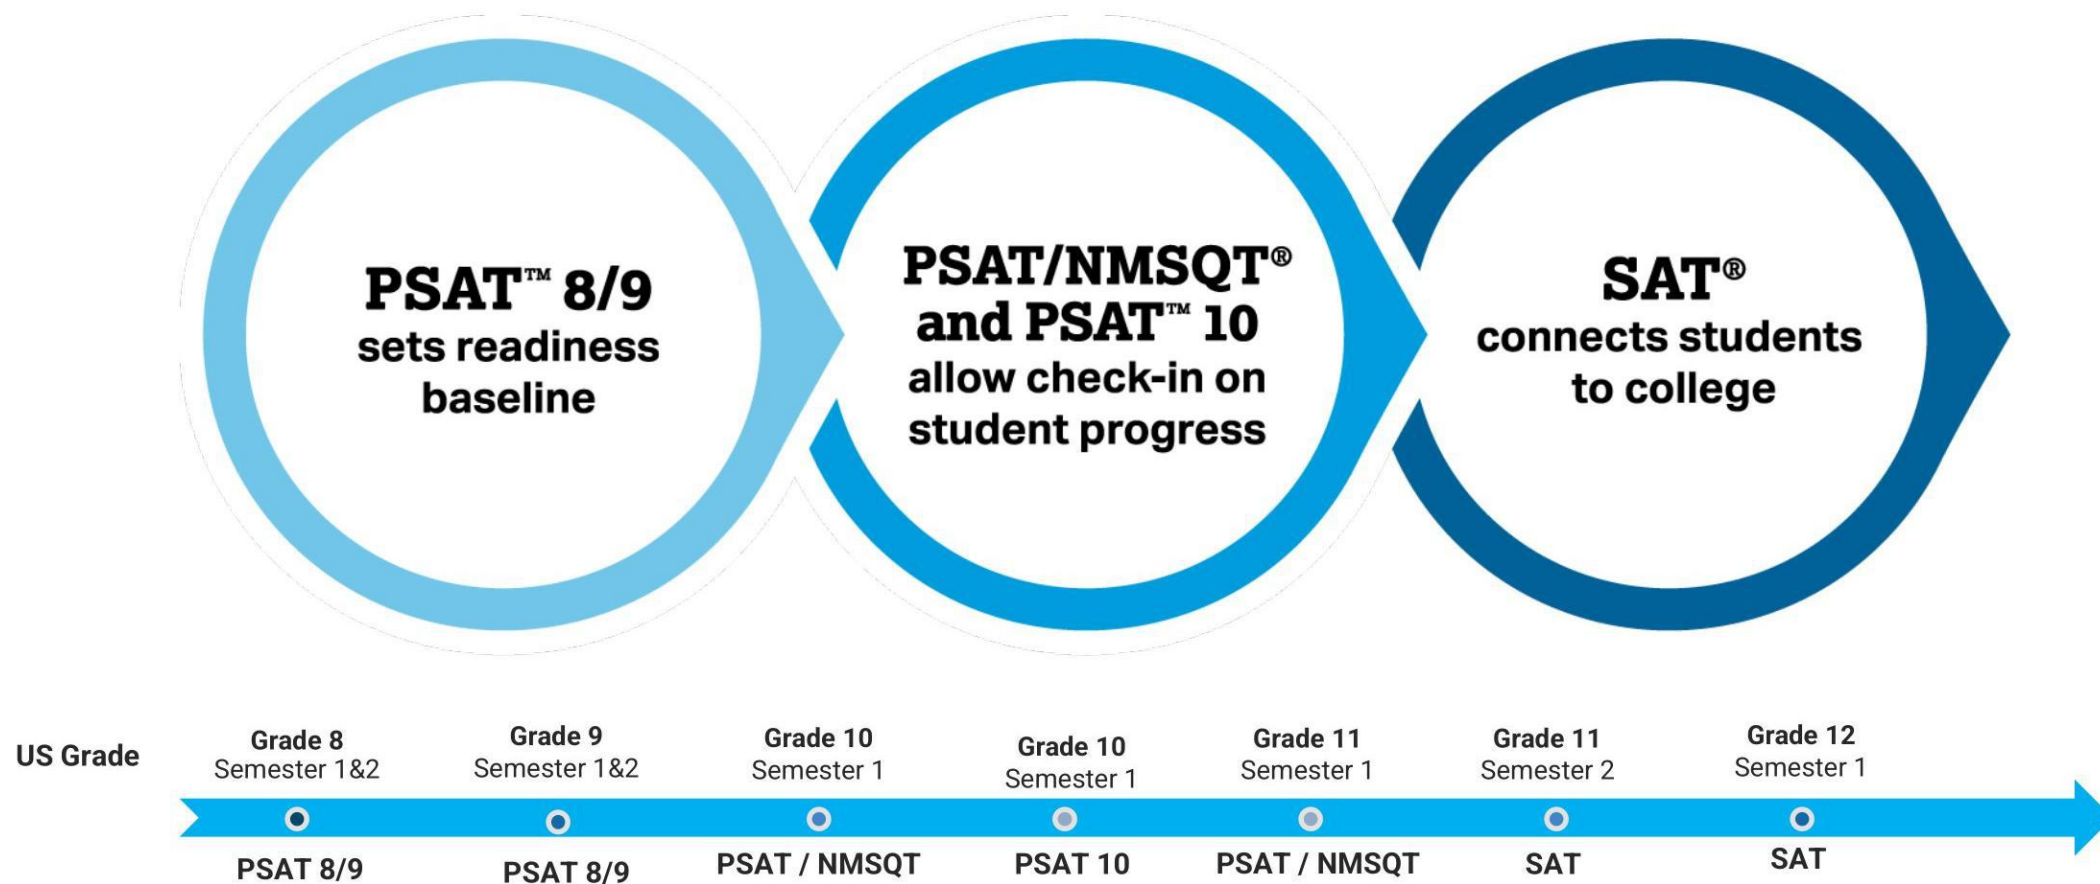 PSAT™ 8/9
sets readiness
baseline
PSAT/NMSQT®
and PSAT™ 10
allow check-in on
student progress
SAT®
connects students
to college
US Grade
Grade 8
Semester 1&2
Grade 9
Semester 1&2
Grade 10
Semester 1
Grade 10
Semester 1
Grade 11
Semester 1
Grade 11
Semester 2
Grade 12
Semester 1
PSAT 8/9
PSAT 8/9
PSAT / NMSQT
PSAT 10
PSAT / NMSQT
SAT
SAT